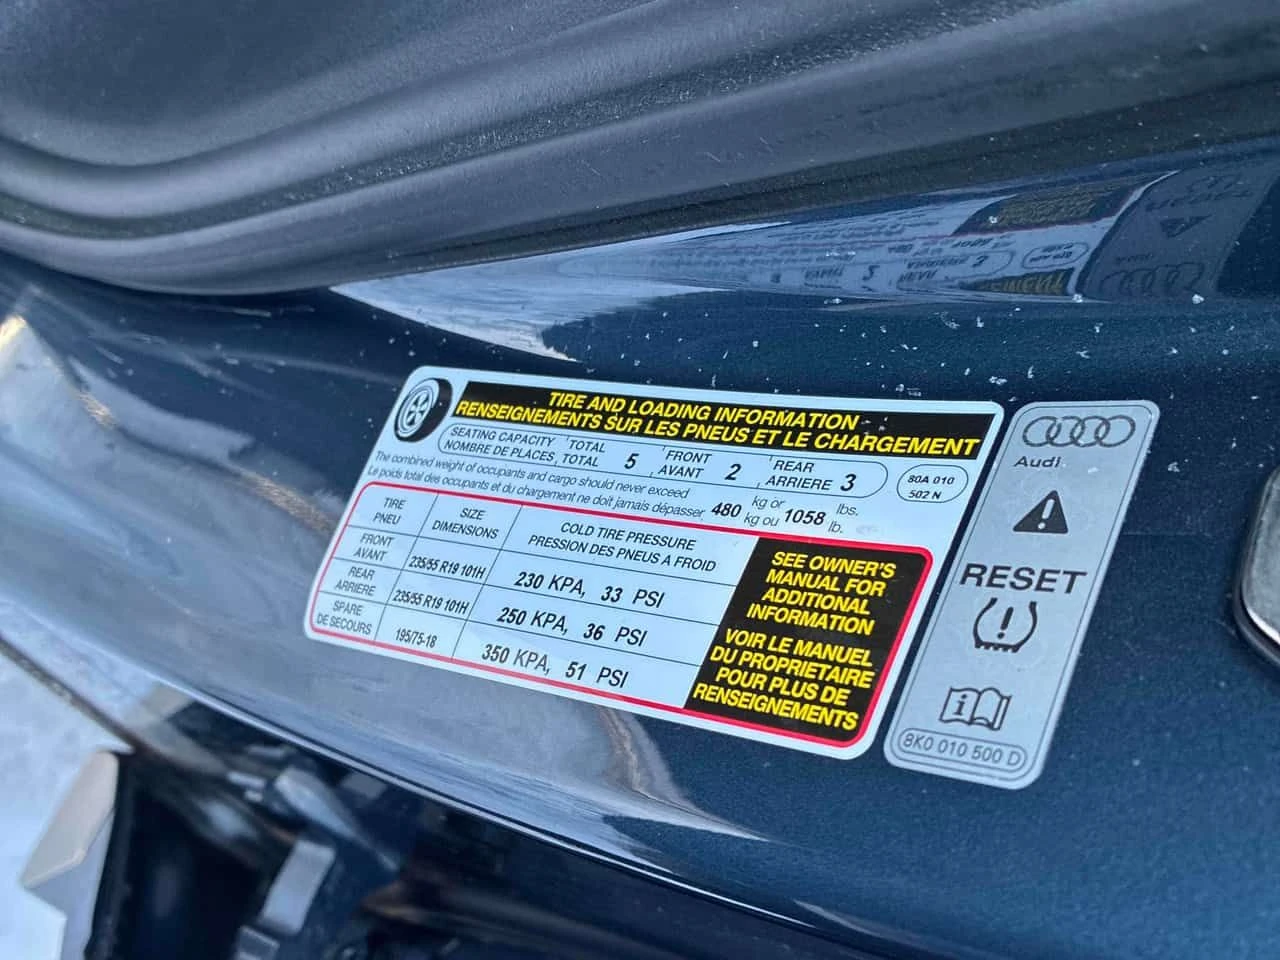 TIRE AND LOADING INFORMATION
RENSEIGNEMENTS SUR LES PNEUS ET LE CHARGEMENT
SEATING CAPACITY TOTAL 5 FRONT 2 REAR 3
NOMBRE DE PLACES, TOTAL AVANT ARRIERE
80A 010
502 N
The combined weight of occupants and cargo should never exceed 480 kg or 1058 lbs.
Le poids total des occupants et du chargement ne doit jamais dépasser kg ou lb.
TIRE SIZE COLD TIRE PRESSURE
PNEU DIMENSIONS PRESSION DES PNEUS A FROID
FRONT
AVANT 235/55 R19 101H 230 KPA, 33 PSI
REAR
ARRIERE 235/55 R19 101H 250 KPA, 36 PSI
SPARE
DE SECOURS 195/75-18 350 KPA, 51 PSI
SEE OWNER'S
MANUAL FOR
ADDITIONAL
INFORMATION
VOIR LE MANUEL
DU PROPRIETAIRE
POUR PLUS DE
RENSEIGNEMENTS
Audi
RESET
8K0 010 500 D